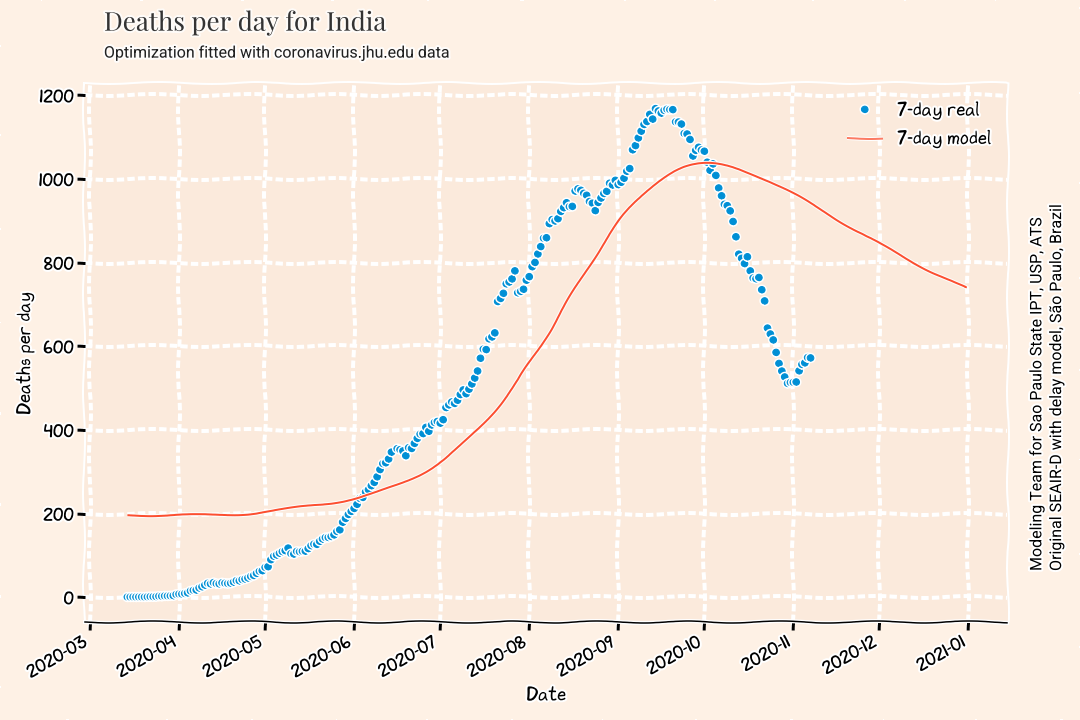 Deaths per day for India
Optimization fitted with coronavirus.jhu.edu data
7-day real
7-day model
1200
1000
800
600
400
200
0
Deaths per day
2020-03
2020-04
2020-05
2020-06
2020-07
2020-08
2020-09
2020-10
2020-11
2020-12
2021-01
Date
Modeling Team for Sao Paulo State IPT, USP, ATS
Original SEAIR-D with delay model, São Paulo, Brazil